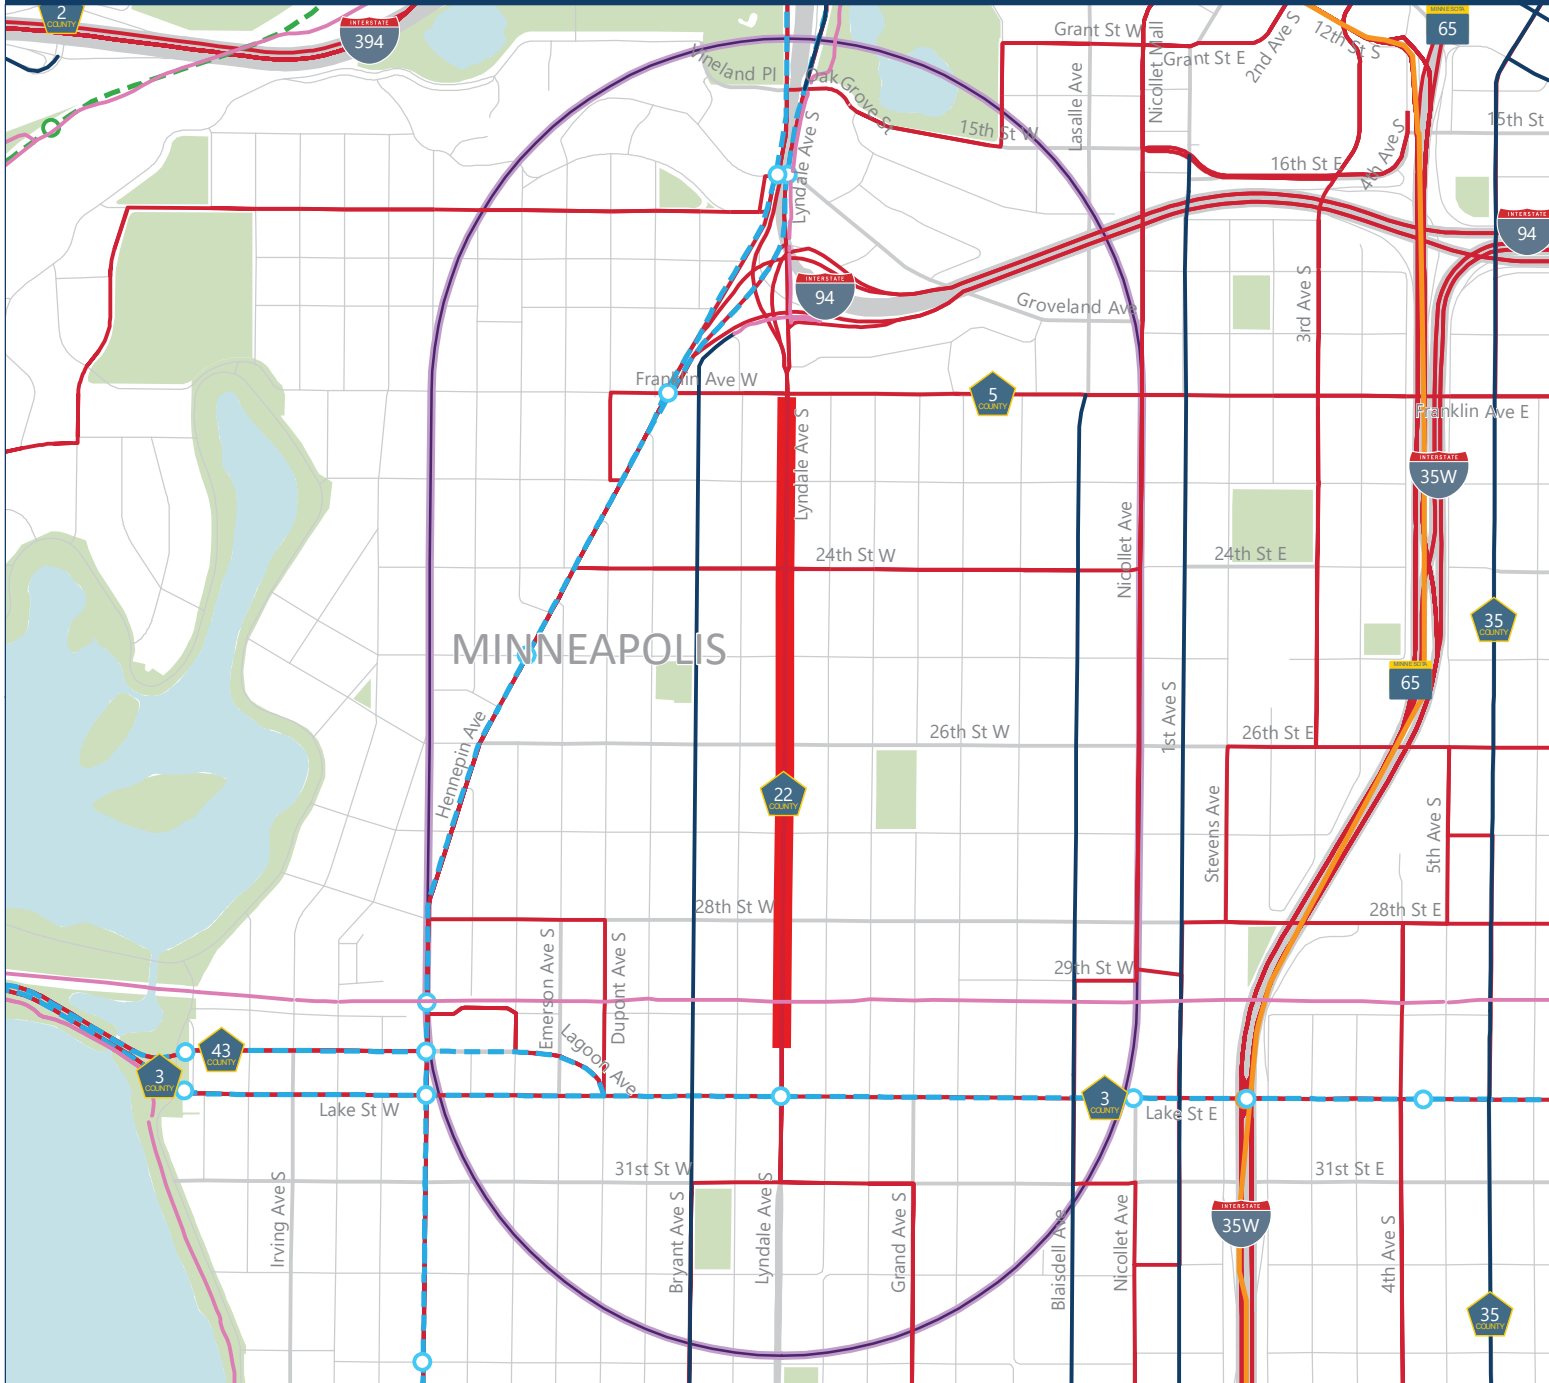 2
COUNTY
INTERSTATE
394
Vineland Pl
Oak Grove St
Grant St W
Grant St E
Nicollet Mall
2nd Ave S
12th St S
MINNESOTA
65
Lasalle Ave
15th St W
15th St
Lyndale Ave S
16th St E
4th Ave S
INTERSTATE
94
INTERSTATE
94
Groveland Ave
3rd Ave S
Franklin Ave W
5
COUNTY
Franklin Ave E
Lyndale Ave S
INTERSTATE
35W
Nicollet Ave
24th St W
24th St E
MINNEAPOLIS
35
COUNTY
MINNESOTA
65
Hennepin Ave
1st Ave S
26th St W
26th St E
22
COUNTY
Stevens Ave
5th Ave S
28th St W
28th St E
Emerson Ave S
Dupont Ave S
29th St W
Lagoon Ave
43
COUNTY
3
COUNTY
3
COUNTY
Lake St W
Lake St E
31st St W
31st St E
Irving Ave S
Bryant Ave S
Lyndale Ave S
Grand Ave S
Blaisdell Ave
Nicollet Ave
INTERSTATE
35W
4th Ave S
35
COUNTY